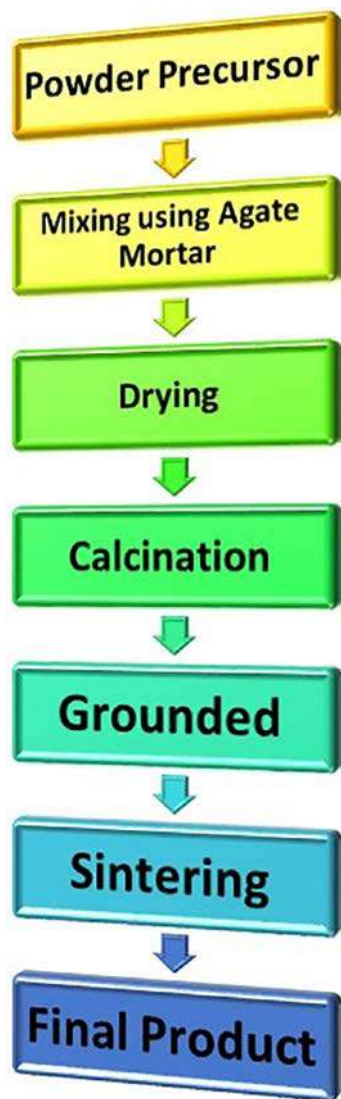 Powder Precursor
Mixing using Agate
Mortar
Drying
Calcination
Grounded
Sintering
Final Product